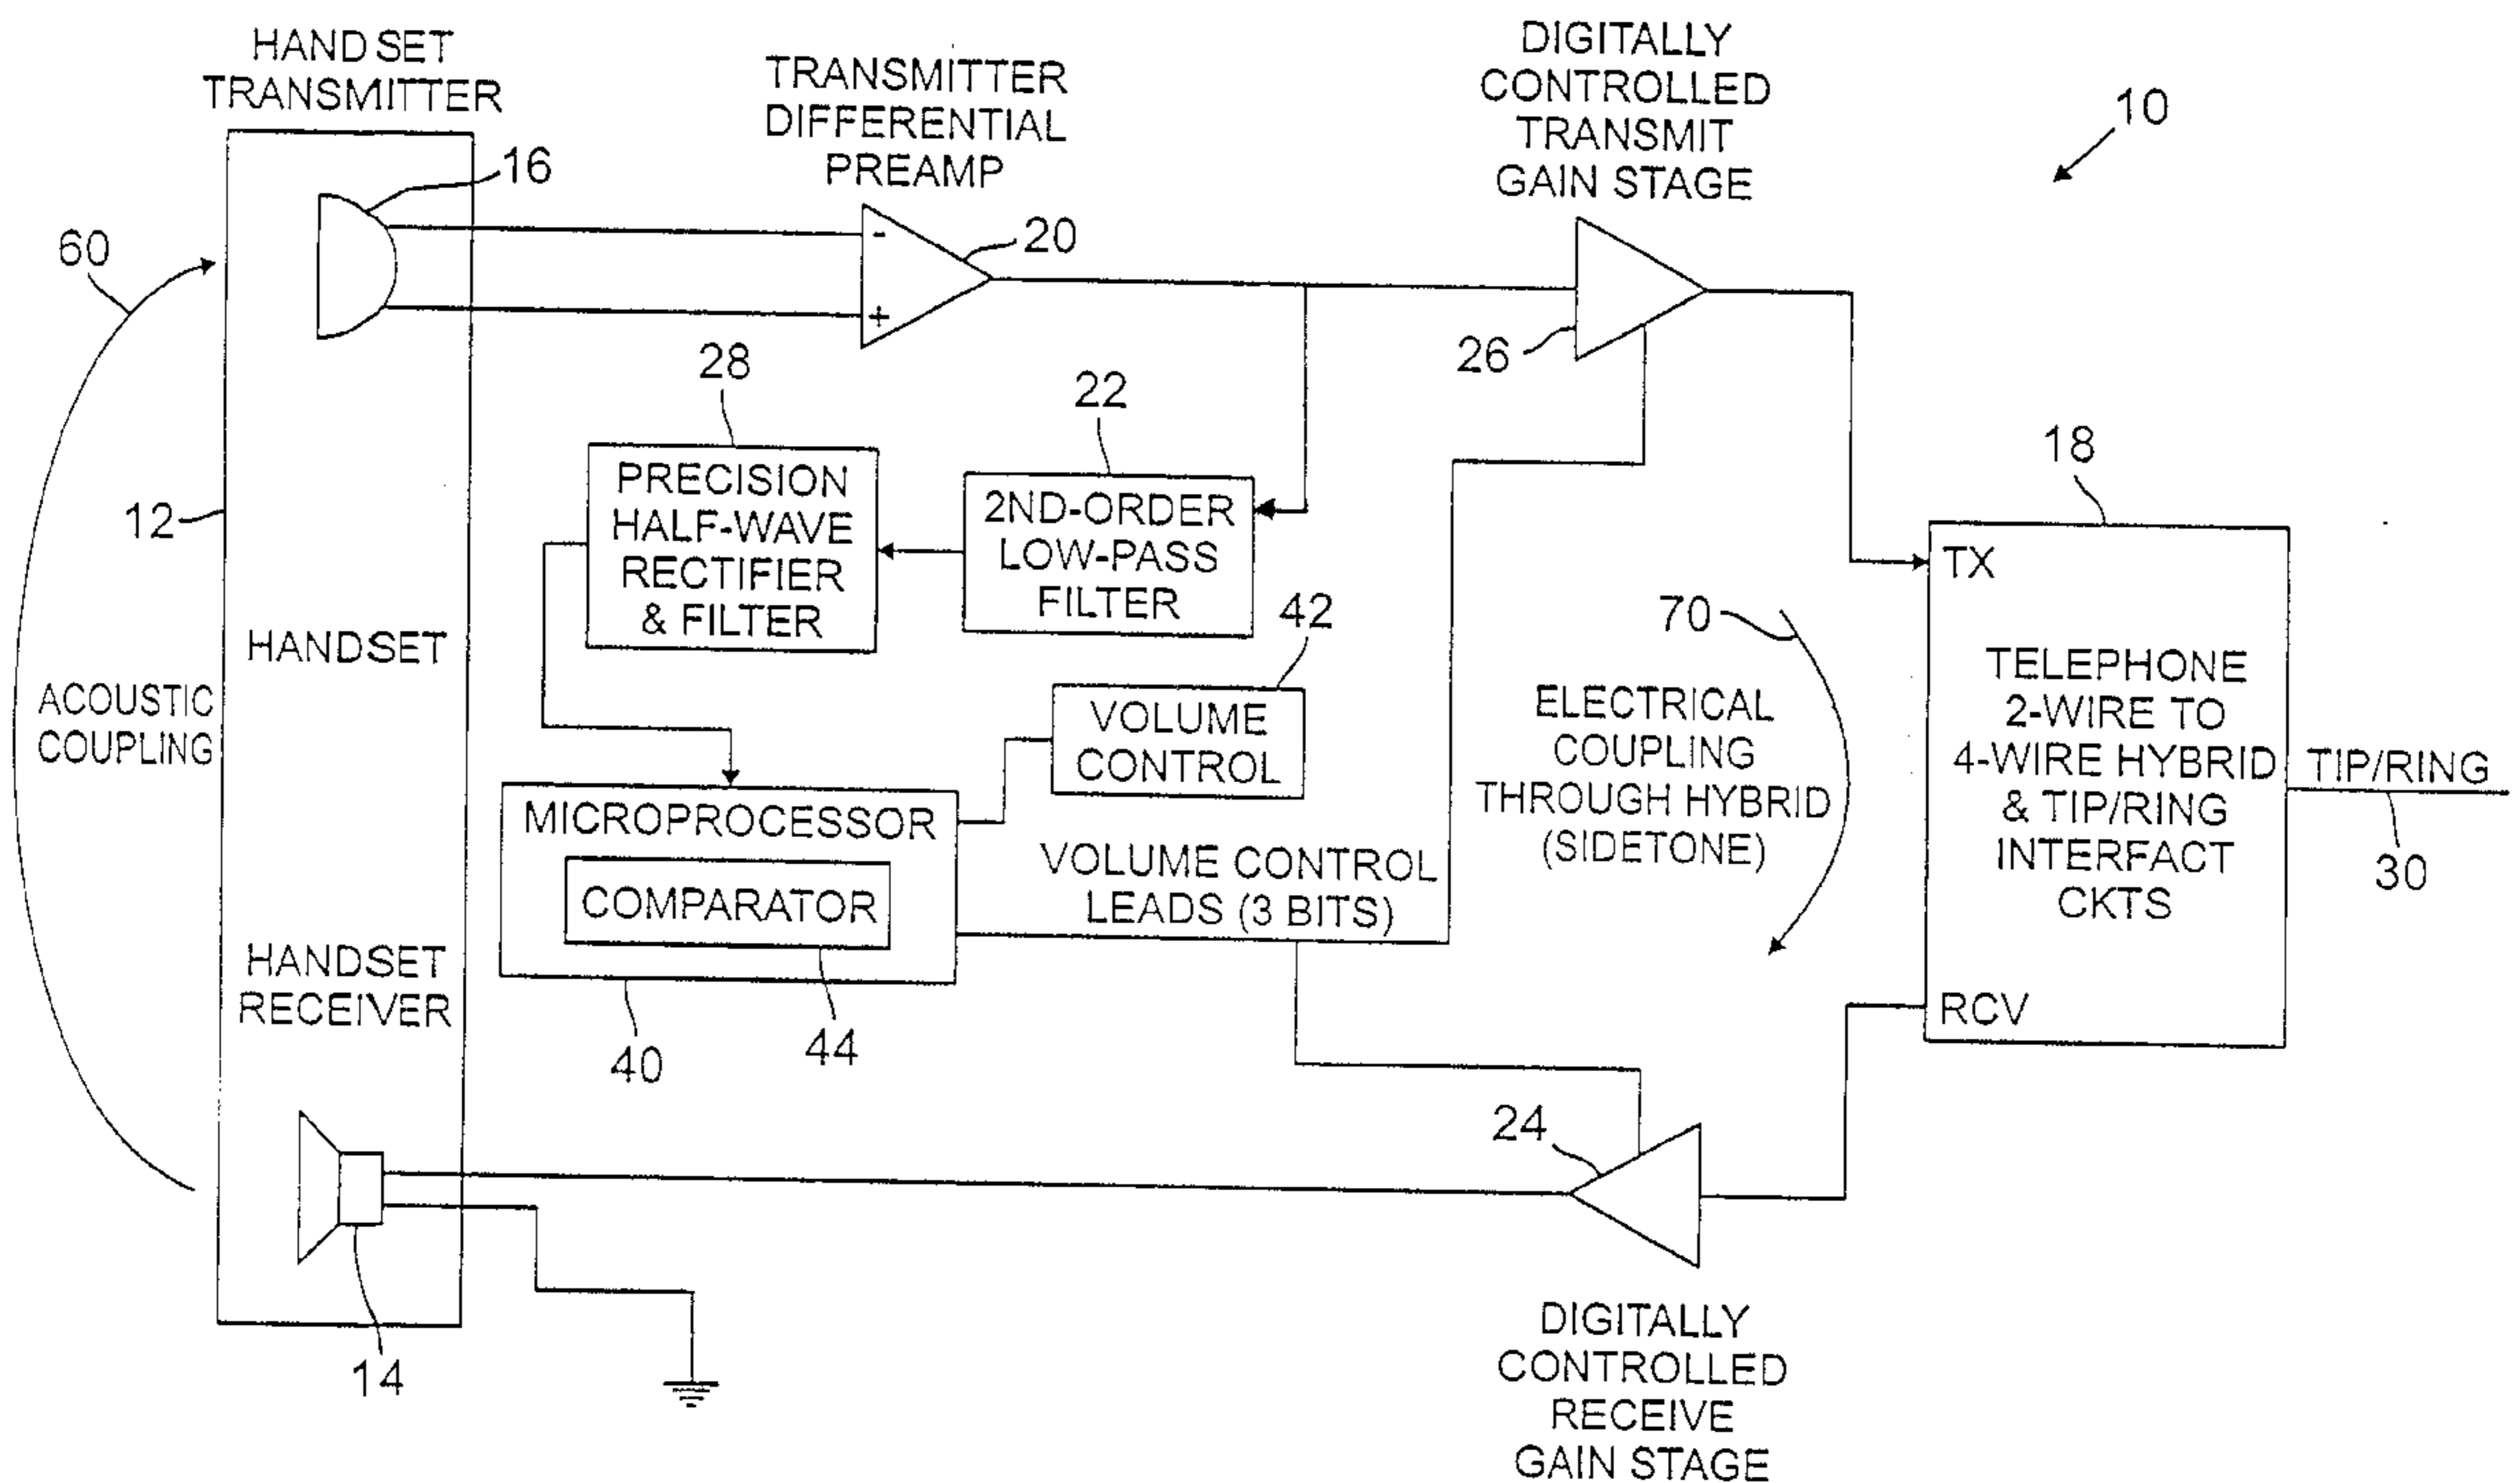 HANDSET
TRANSMITTER
TRANSMITTER
DIFFERENTIAL
PREAMP
DIGITALLY
CONTROLLED
TRANSMIT
GAIN STAGE
10
16
60
-
+
20
26
28
22
18
12
PRECISION
HALF-WAVE
RECTIFIER
& FILTER
2ND-ORDER
LOW-PASS
FILTER
42
70
TX
HANDSET
ACOUSTIC
COUPLING
VOLUME
CONTROL
ELECTRICAL
COUPLING
THROUGH HYBRID
(SIDETONE)
TELEPHONE
2-WIRE TO
4-WIRE HYBRID
& TIP/RING
INTERFACT
CKTS
TIP/RING
30
MICROPROCESSOR
COMPARATOR
VOLUME CONTROL
LEADS (3 BITS)
HANDSET
RECEIVER
40
44
RCV
24
14
DIGITALLY
CONTROLLED
RECEIVE
GAIN STAGE